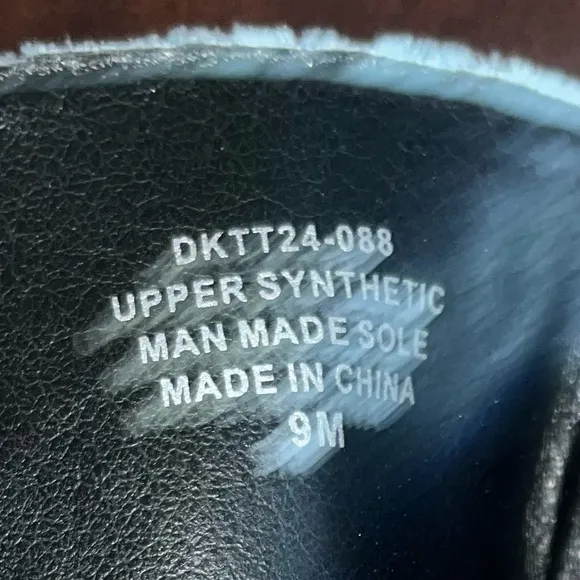 DKTT24-088
UPPER SYNTHETIC
MAN MADE SOLE
MADE IN CHINA
9M